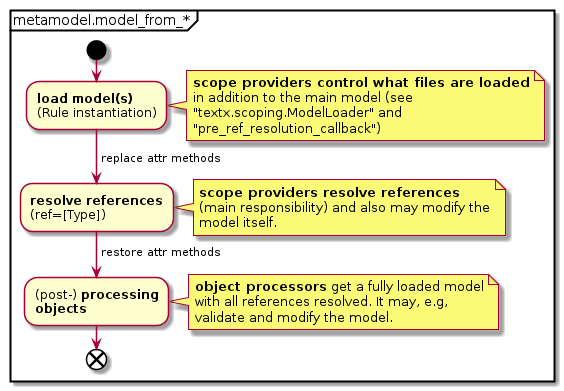 metamodel.model_from_*
load model(s)
(Rule instantiation)
scope providers control what files are loaded
in addition to the main model (see
"textx.scoping.ModelLoader" and
"pre_ref_resolution_callback")
replace attr methods
resolve references
(ref=[Type])
scope providers resolve references
(main responsibility) and also may modify the
model itself.
restore attr methods
(post-) processing
objects
object processors get a fully loaded model
with all references resolved. It may, e.g,
validate and modify the model.